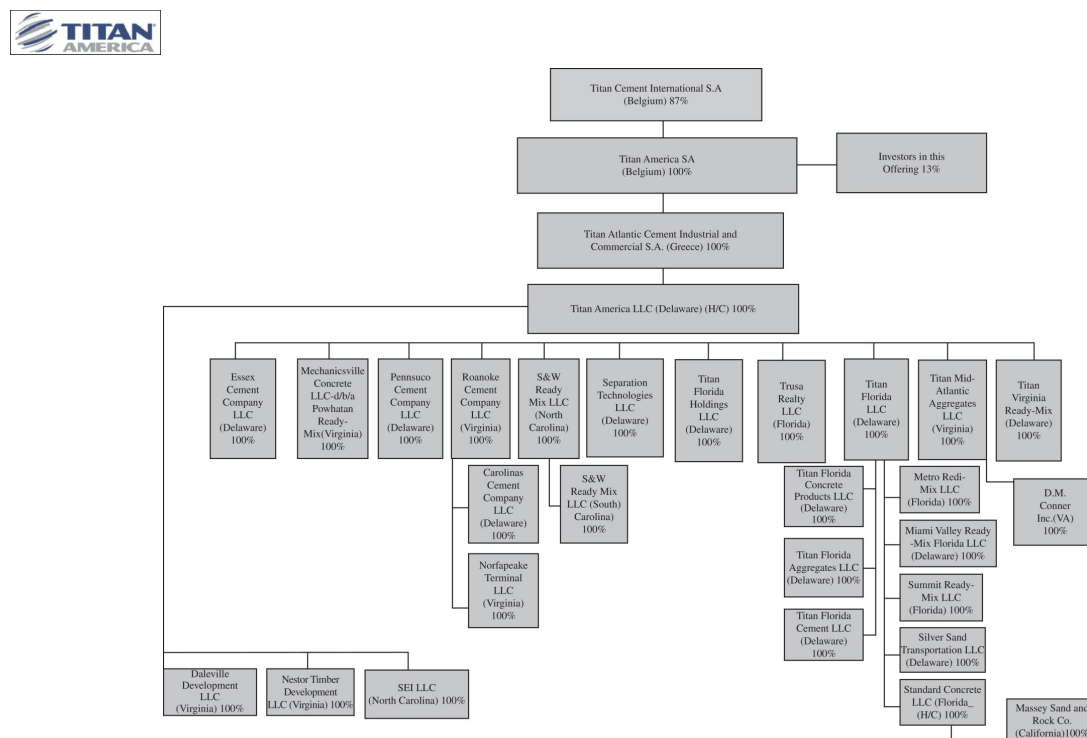 TITAN
AMERICA
Titan Cement International S.A
(Belgium) 87%
Titan America SA
(Belgium) 100%
Investors in this
Offering 13%
Titan Atlantic Cement Industrial and
Commercial S.A. (Greece) 100%
Titan America LLC (Delaware) (H/C) 100%
Essex
Cement
Company
LLC
(Delaware)
100%
Mechanicsville
Concrete
LLC-d/b/a
Powhatan
Ready-
Mix(Virginia)
100%
Pennsuco
Cement
Company
LLC
(Delaware)
100%
Roanoke
Cement
Company
LLC
(Virginia)
100%
S&W
Ready
Mix LLC
(North
Carolina)
100%
Separation
Technologies
LLC
(Delaware)
100%
Titan
Florida
Holdings
LLC
(Delaware)
100%
Trusa
Realty
LLC
(Florida)
100%
Titan
Florida
LLC
(Delaware)
100%
Titan Mid-
Atlantic
Aggregates
LLC
(Virginia)
100%
Titan
Virginia
Ready-Mix
(Delaware)
100%
Carolinas
Cement
Company
LLC
(Delaware)
100%
S&W
Ready Mix
LLC (South)
Carolina)
100%
Titan Florida
Concrete
Products LLC
(Delaware)
100%
Metro Redi-
Mix LLC
(Florida) 100%
D.M.
Conner
Inc.(VA)
100%
Miami Valley Ready
-Mix Florida LLC
(Delaware) 100%
Norfapeake
Terminal
LLC
(Virginia)
100%
Titan Florida
Aggregates LLC
(Delaware) 100%
Summit Ready-
Mix LLC
(Florida) 100%
Titan Florida
Cement LLC
(Delaware)
100%
Silver Sand
Transportation LLC
(Delaware) 100%
Daleville
Development
LLC
(Virginia) 100%
Nestor Timber
Development
LLC (Virginia) 100%
SEI LLC
(North Carolina) 100%
Standard Concrete
LLC (Florida_
(H/C) 100%
Massey Sand and
Rock Co.
(California)100%